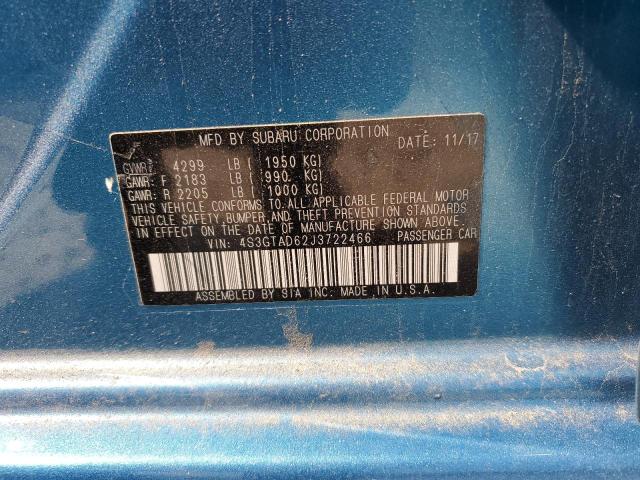 MFD BY SUBARU CORPORATION DATE: 11/17
GVWR: 4299 LB ( 1950 KG)
GAWR: F 2183 LB ( 990 KG)
GAWR: R 2205 LB ( 1000 KG)
THIS VEHICLE CONFORMS TO ALL APPLICABLE FEDERAL MOTOR
VEHICLE SAFETY, BUMPER, AND THEFT PREVENTION STANDARDS
IN EFFECT ON THE DATE OF MANUFACTURE SHOWN ABOVE
VIN: 4S3GTAD62J3722466 PASSENGER CAR
ASSEMBLED BY SIA INC. MADE IN U.S.A.